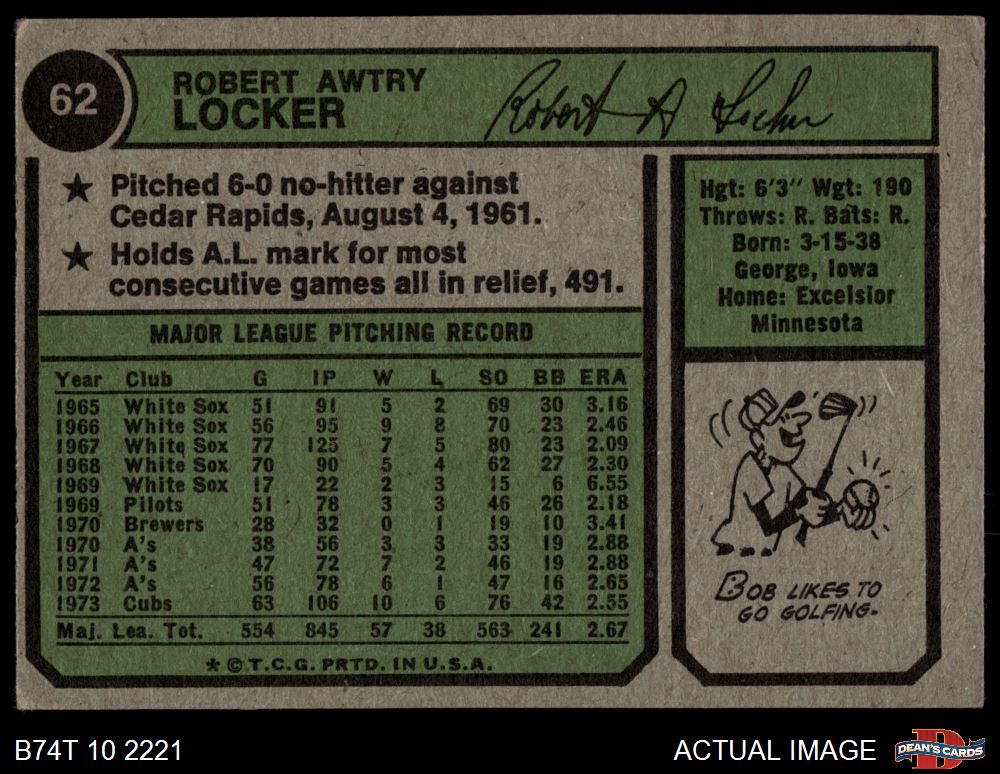 62
ROBERT AWTRY
LOCKER
Robert A Locker
★ Pitched 6-0 no-hitter against
Cedar Rapids, August 4, 1961.
★ Holds A.L. mark for most
consecutive games all in relief, 491.
MAJOR LEAGUE PITCHING RECORD
Year Club G IP W L SO BB ERA
1965 White Sox 51 91 5 2 69 30 3.16
1966 White Sox 56 95 9 8 70 23 2.46
1967 White Sox 77 125 7 5 80 23 2.09
1968 White Sox 70 90 5 4 62 27 2.30
1969 White Sox 17 22 2 3 15 6 6.55
1969 Pilots 51 78 3 3 46 26 2.18
1970 Brewers 28 32 0 1 19 10 3.41
1970 A's 38 56 3 3 33 19 2.88
1971 A's 47 72 7 2 46 19 2.88
1972 A's 56 78 6 1 47 16 2.65
1973 Cubs 63 106 10 6 76 42 2.55
Maj. Lea. Tot. 554 845 57 38 563 241 2.67
* © T.C.G. PRTD. IN U.S.A.
Hgt: 6'3" Wgt: 190
Throws: R. Bats: R.
Born: 3-15-38
George, Iowa
Home: Excelsior
Minnesota
BOB LIKES TO
GO GOLFING.
B74T 10 2221
ACTUAL IMAGE
DEAN'S CARDS